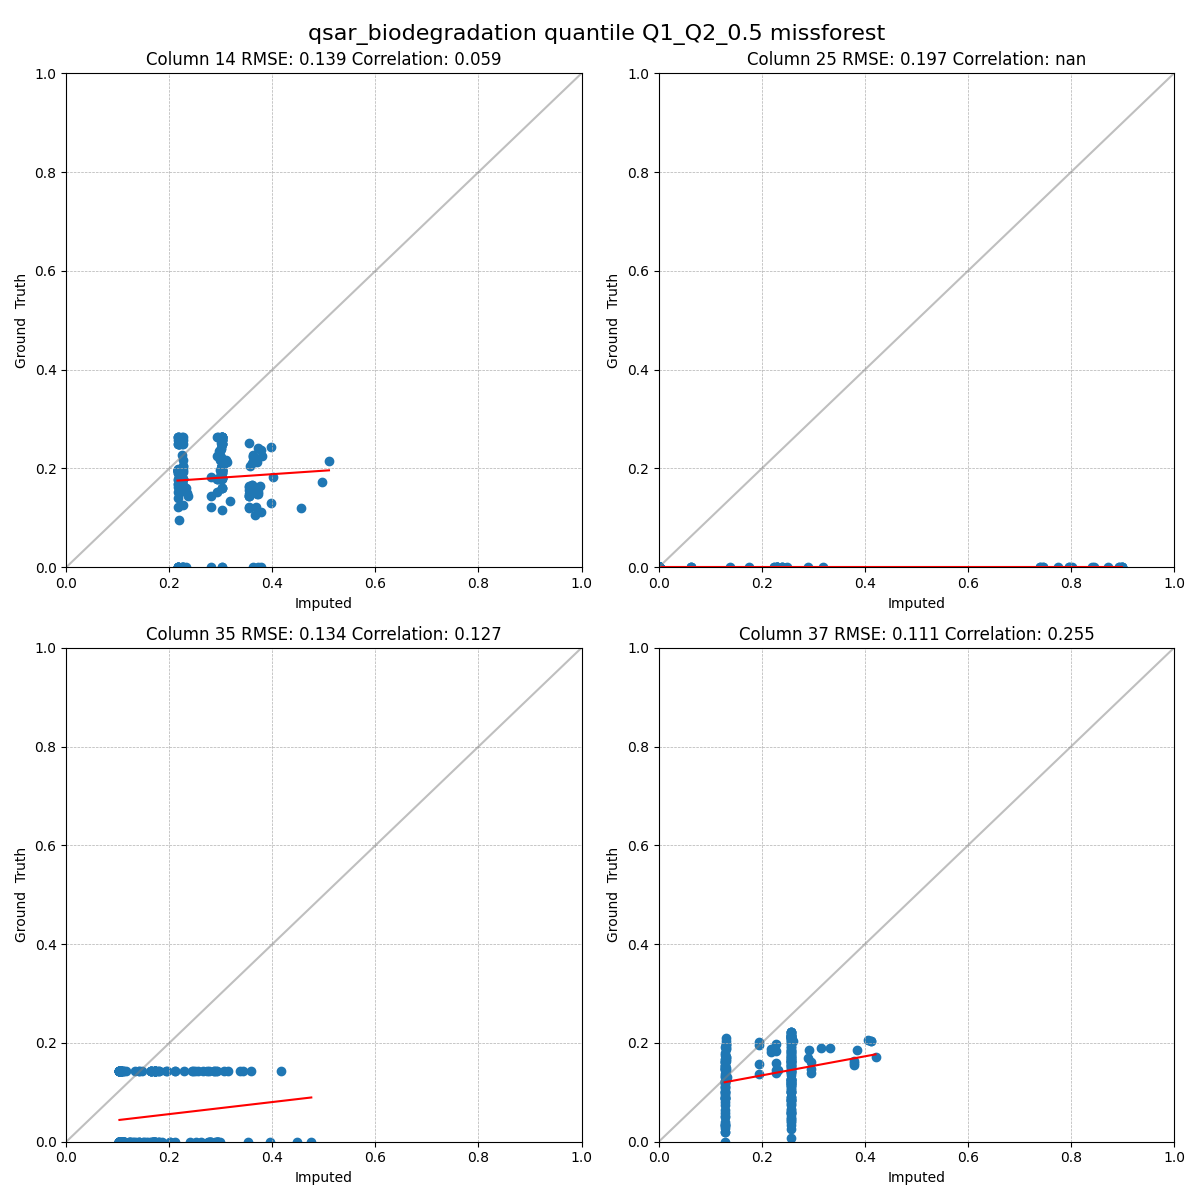 qsar_biodegradation quantile Q1_Q2_0.5 missforest
Column 14 RMSE: 0.139 Correlation: 0.059
1.0
0.8
0.6
0.4
0.2
0.0
Ground Truth
0.0 0.2 0.4 0.6 0.8 1.0
Imputed
Column 25 RMSE: 0.197 Correlation: nan
1.0
0.8
0.6
0.4
0.2
0.0
Ground Truth
0.0 0.2 0.4 0.6 0.8 1.0
Imputed
Column 35 RMSE: 0.134 Correlation: 0.127
1.0
0.8
0.6
0.4
0.2
0.0
Ground Truth
0.0 0.2 0.4 0.6 0.8 1.0
Imputed
Column 37 RMSE: 0.111 Correlation: 0.255
1.0
0.8
0.6
0.4
0.2
0.0
Ground Truth
0.0 0.2 0.4 0.6 0.8 1.0
Imputed